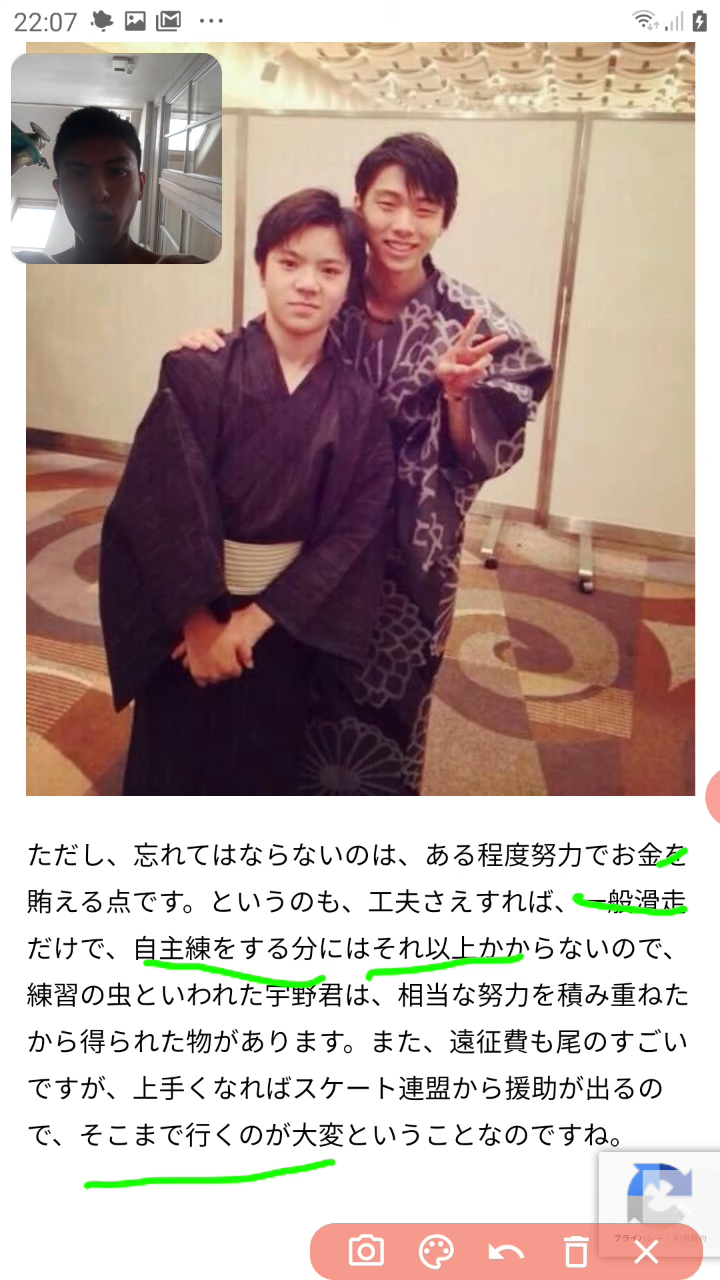 22:07
ただし、忘れてはならないのは、ある程度努力でお金を
賄える点です。というのも、工夫さえすれば、一般滑走
だけで、自主練をする分にはそれ以上かからないので、
練習の虫といわれた宇野君は、相当な努力を積み重ねた
から得られた物があります。また、遠征費も尾のすごい
ですが、上手くなればスケート連盟から援助が出るの
で、そこまで行くのが大変ということなのですね。